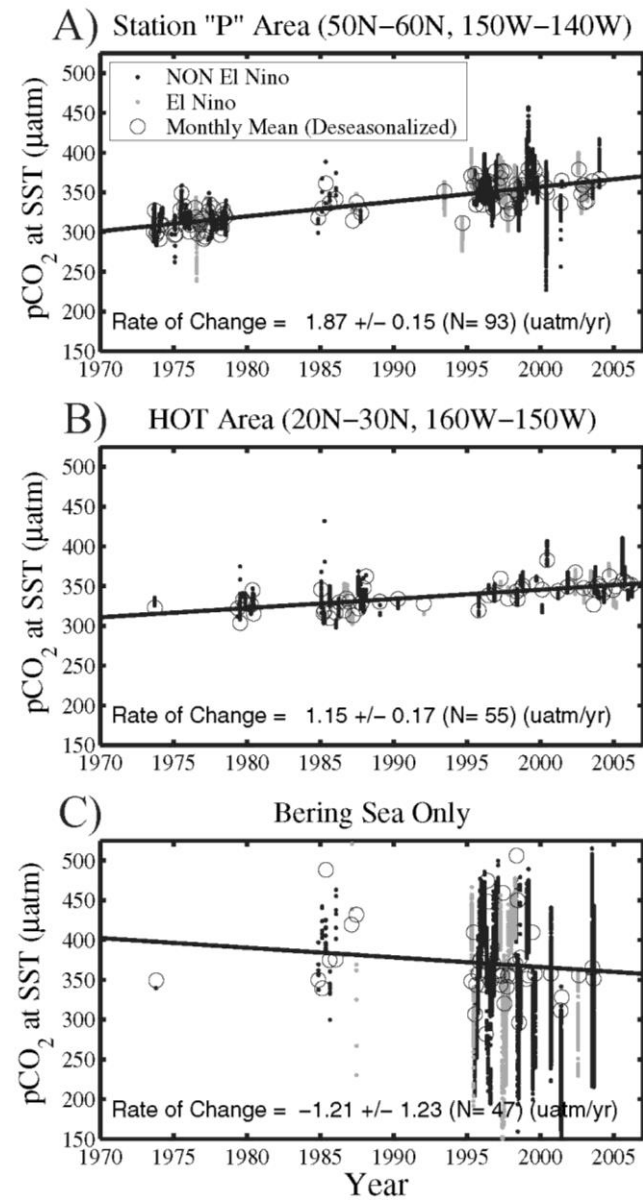 A) Station "P" Area (50N−60N, 150W−140W)
500
450
400
350
300
250
200
150
pCO2 at SST (µatm)
NON El Nino
El Nino
Monthly Mean (Deseasonalized)
Rate of Change = 1.87 +/− 0.15 (N= 93) (uatm/yr)
1970 1975 1980 1985 1990 1995 2000 2005
B) HOT Area (20N−30N, 160W−150W)
500
450
400
350
300
250
200
150
pCO2 at SST (µatm)
Rate of Change = 1.15 +/− 0.17 (N= 55) (uatm/yr)
1970 1975 1980 1985 1990 1995 2000 2005
C) Bering Sea Only
500
450
400
350
300
250
200
150
pCO2 at SST (µatm)
Rate of Change = −1.21 +/− 1.23 (N= 47) (uatm/yr)
1970 1975 1980 1985 1990 1995 2000 2005
Year